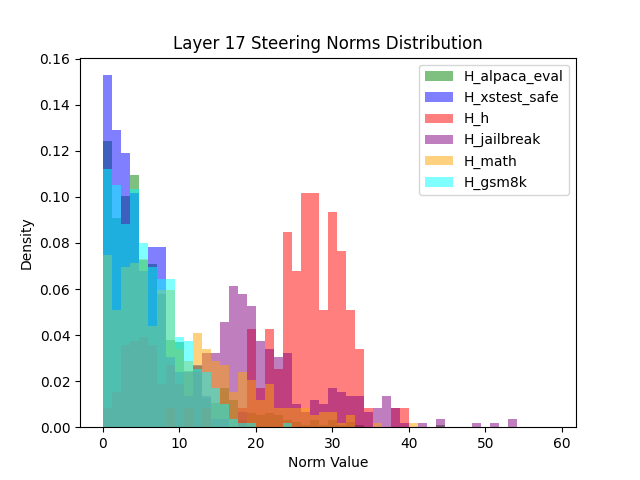 Layer 17 Steering Norms Distribution
0.16
0.14
0.12
0.10
0.08
0.06
0.04
0.02
0.00
Density
H_alpaca_eval
H_xstest_safe
H_h
H_jailbreak
H_math
H_gsm8k
0 10 20 30 40 50 60
Norm Value